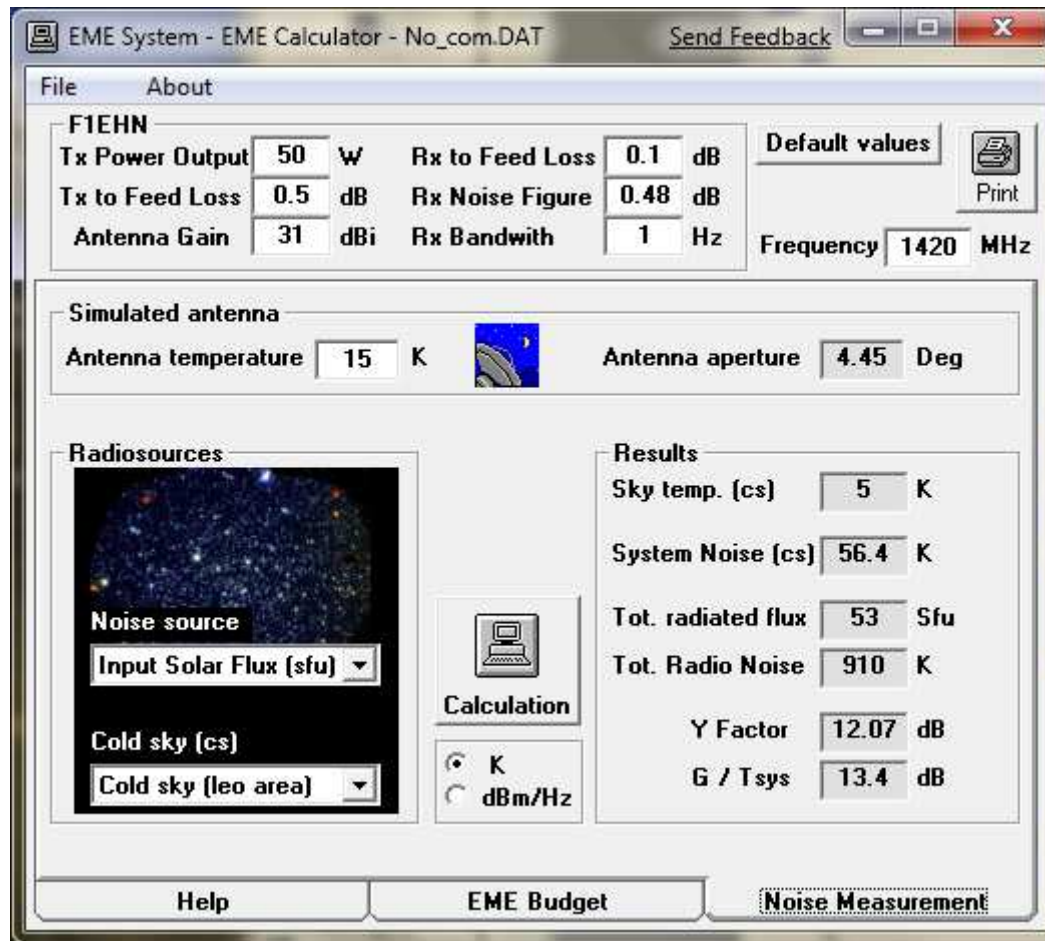 EME System - EME Calculator - No_com.DAT Send Feedback
File About
F1EHN
Tx Power Output 50 W Rx to Feed Loss 0.1 dB Default values
Tx to Feed Loss 0.5 dB Rx Noise Figure 0.48 dB Print
Antenna Gain 31 dBi Rx Bandwith 1 Hz Frequency 1420 MHz
Simulated antenna
Antenna temperature 15 K Antenna aperture 4.45 Deg
Radiosources
Noise source
Input Solar Flux (sfu)
Cold sky (cs)
Cold sky (leo area)
Calculation
K
dBm/Hz
Results
Sky temp. (cs) 5 K
System Noise (cs) 56.4 K
Tot. radiated flux 53 Sfu
Tot. Radio Noise 910 K
Y Factor 12.07 dB
G / Tsys 13.4 dB
Help EME Budget Noise Measurement